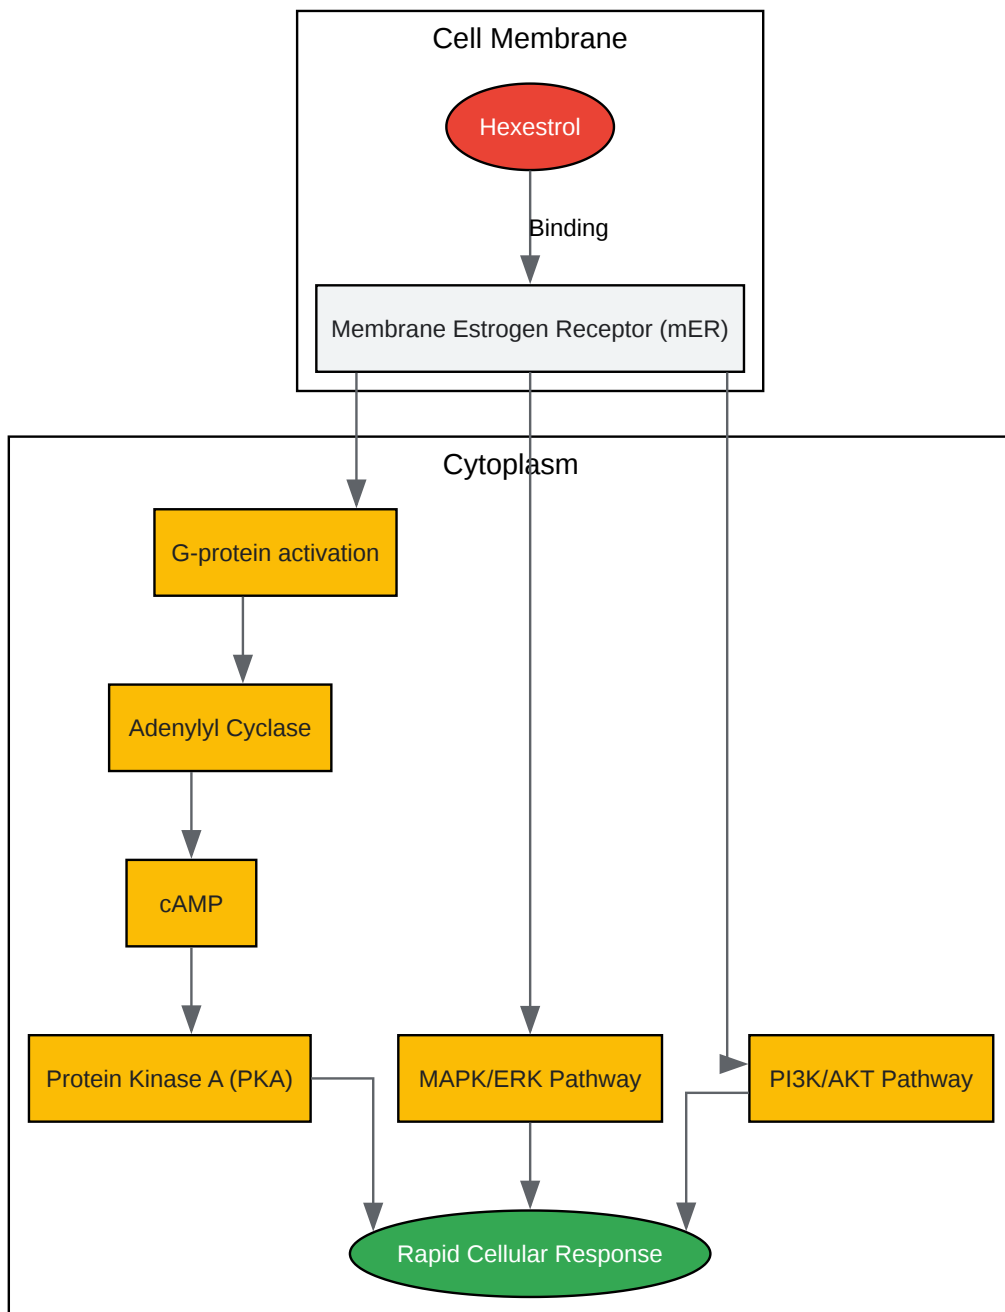 Cell Membrane
Hexestrol
Binding
Membrane Estrogen Receptor (mER)
Cytoplasm
G-protein activation
Adenylyl Cyclase
cAMP
Protein Kinase A (PKA)
MAPK/ERK Pathway
PI3K/AKT Pathway
Rapid Cellular Response